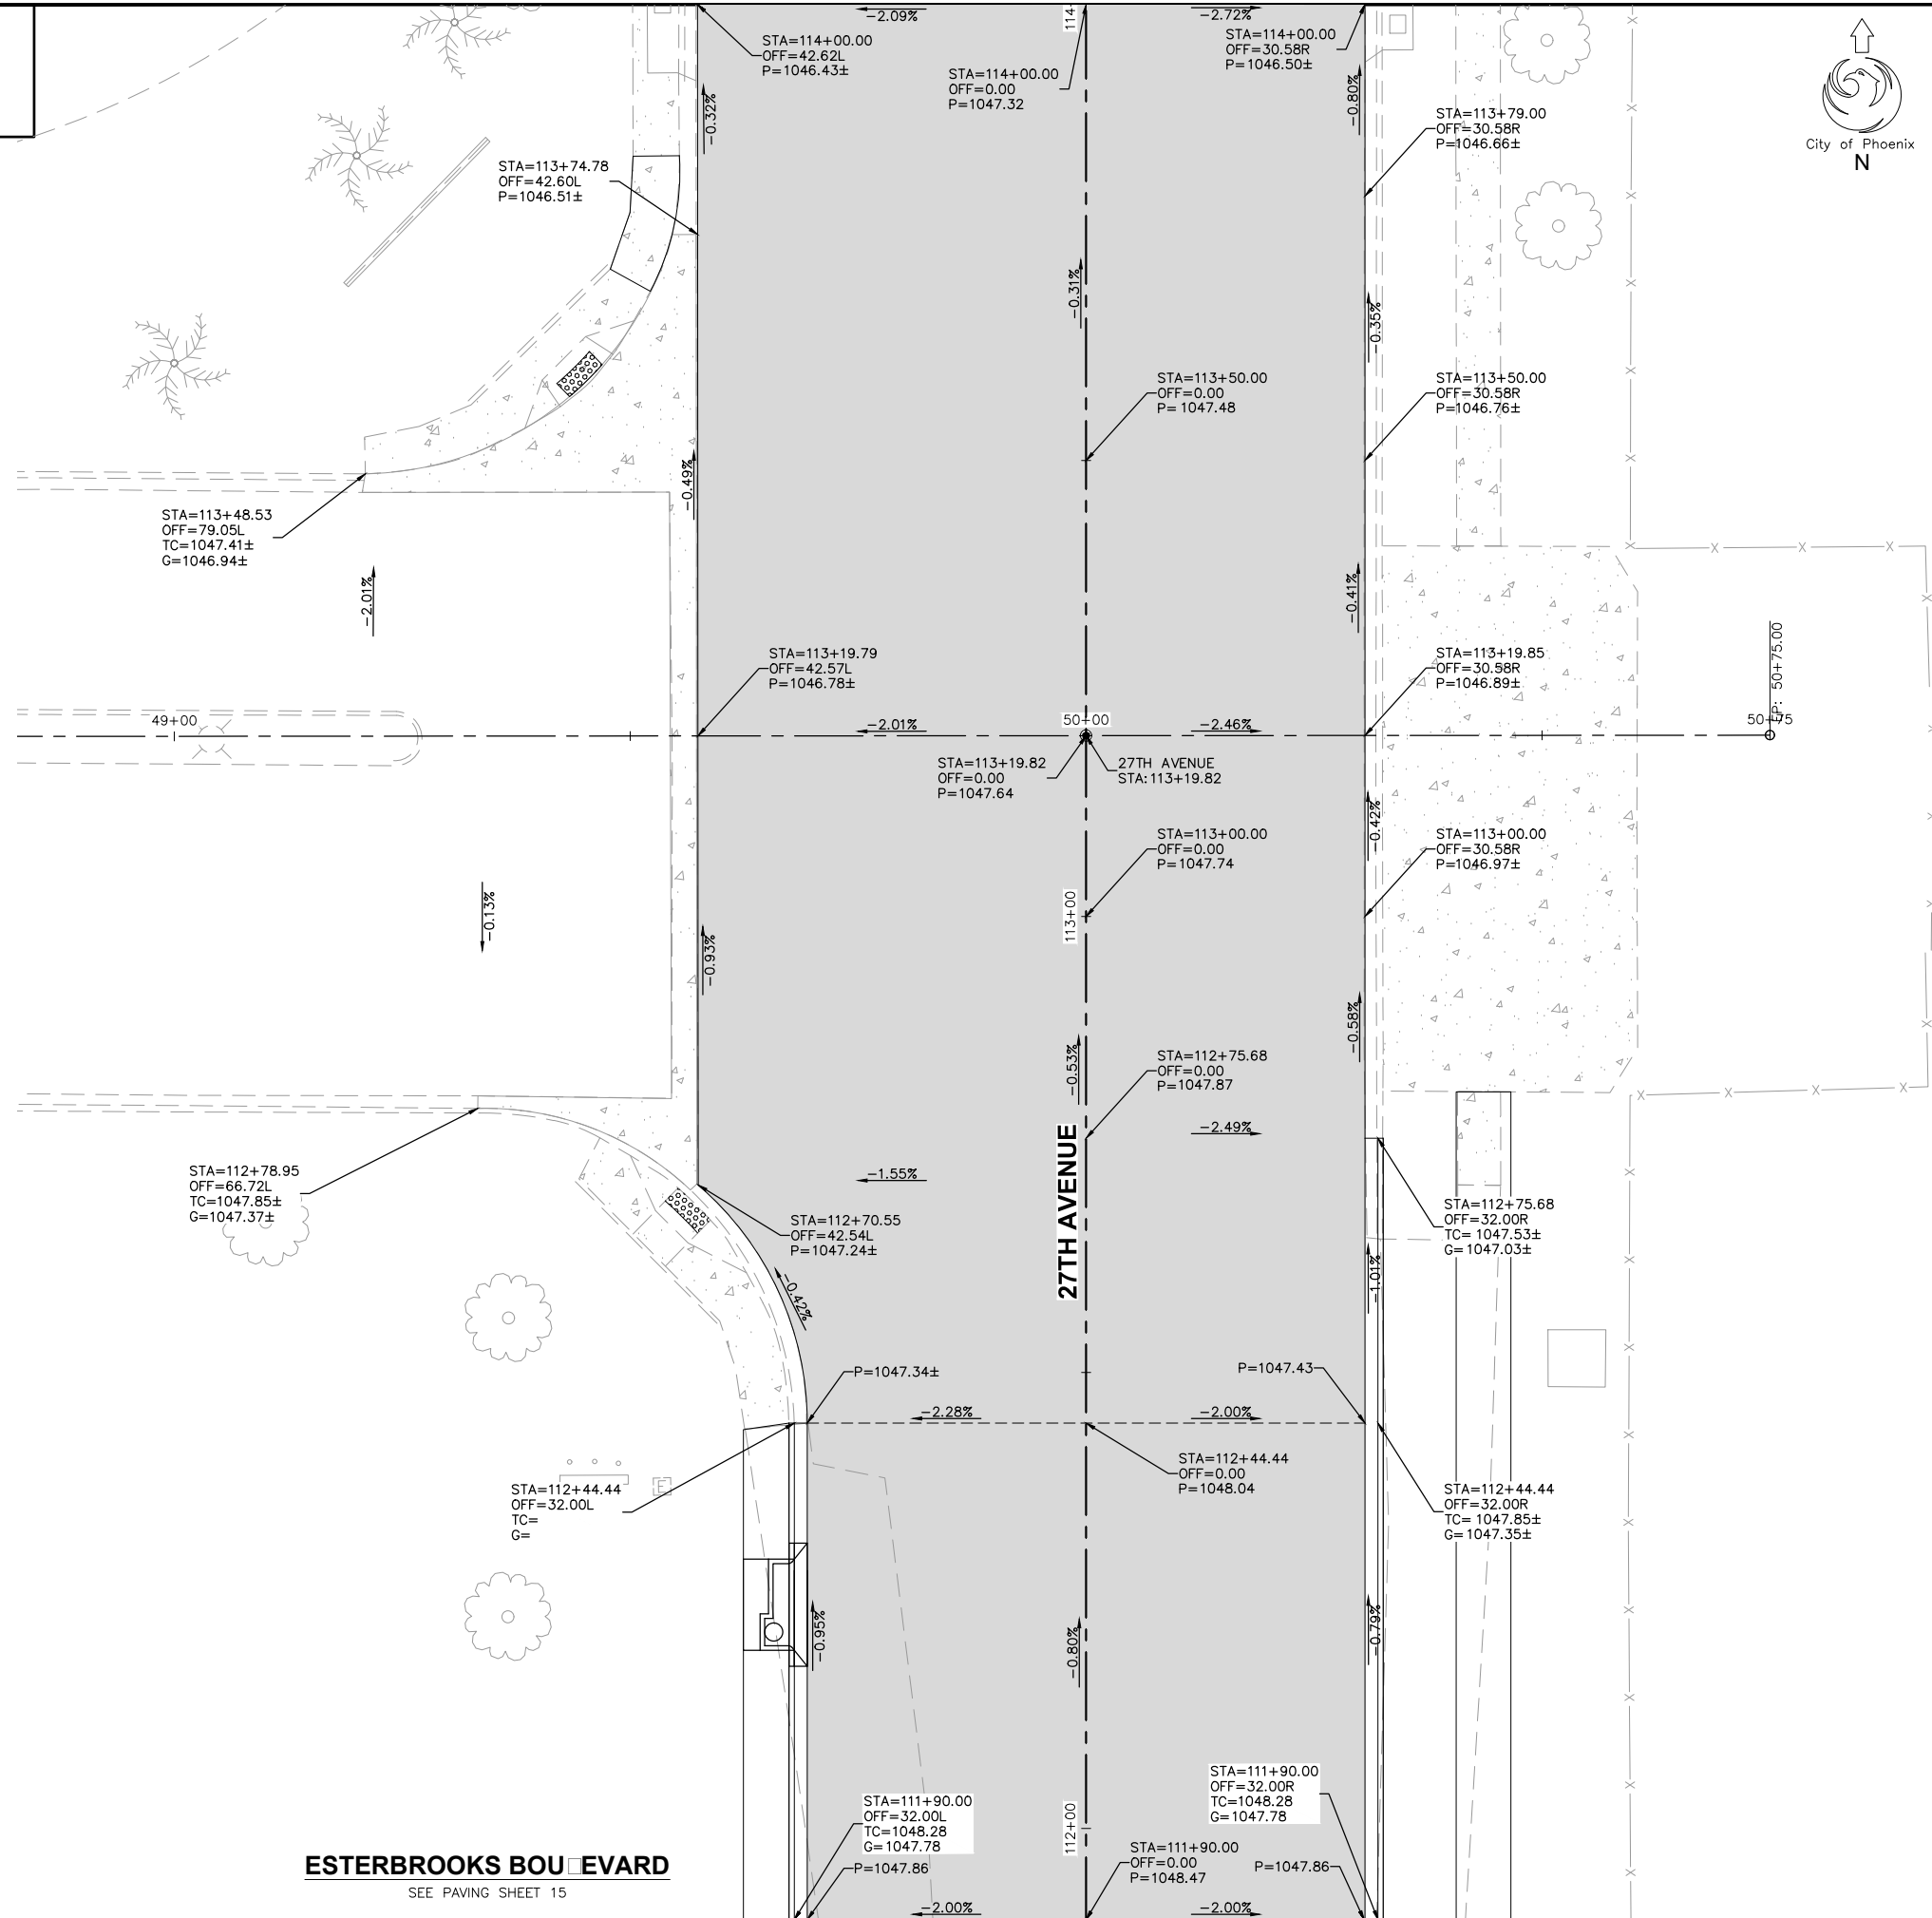 -2.09%
-2.72%
114
STA=114+00.00
OFF=42.62L
P=1046.43±
STA=114+00.00
OFF=0.00
P=1047.32
STA=114+00.00
OFF=30.58R
P=1046.50±
-0.32%
-0.80%
City of Phoenix
N
STA=113+79.00
OFF=30.58R
P=1046.66±
STA=113+74.78
OFF=42.60L
P=1046.51±
-0.31%
-0.35%
STA=113+50.00
OFF=0.00
P= 1047.48
STA=113+50.00
OFF=30.58R
P=1046.76±
-0.49%
STA=113+48.53
OFF=79.05L
TC=1047.41±
G=1046.94±
-2.01%
-0.41%
STA=113+19.79
OFF=42.57L
P=1046.78±
STA=113+19.85
OFF=30.58R
P=1046.89±
EP: 50+75.00
49+00
-2.01%
50+00
-2.46%
50+75
STA=113+19.82
OFF=0.00
P=1047.64
27TH AVENUE
STA: 113+19.82
STA=113+00.00
OFF=0.00
P=1047.74
-0.42%
STA=113+00.00
OFF=30.58R
P=1046.97±
-0.13%
-0.93%
113+00
-0.58%
-0.53%
STA=112+75.68
OFF=0.00
P=1047.87
-2.49%
-1.55%
27TH AVENUE
STA=112+78.95
OFF=66.72L
TC=1047.85±
G=1047.37±
STA=112+70.55
OFF=42.54L
P=1047.24±
STA=112+75.68
OFF=32.00R
TC= 1047.53±
G= 1047.03±
-0.42%
-1.01%
P=1047.34±
P=1047.43
-2.28%
-2.00%
STA=112+44.44
OFF=0.00
P=1048.04
STA=112+44.44
OFF=32.00L
TC=
G=
E
STA=112+44.44
OFF=32.00R
TC= 1047.85±
G= 1047.35±
-0.95%
-0.80%
-0.79%
STA=111+90.00
OFF=32.00L
TC=1048.28
G=1047.78
P=1047.86
112+00
STA=111+90.00
OFF=32.00R
TC=1048.28
G=1047.78
STA=111+90.00
OFF=0.00
P=1048.47
P=1047.86
ESTERBROOKS BOU□EVARD
SEE PAVING SHEET 15
-2.00%
-2.00%